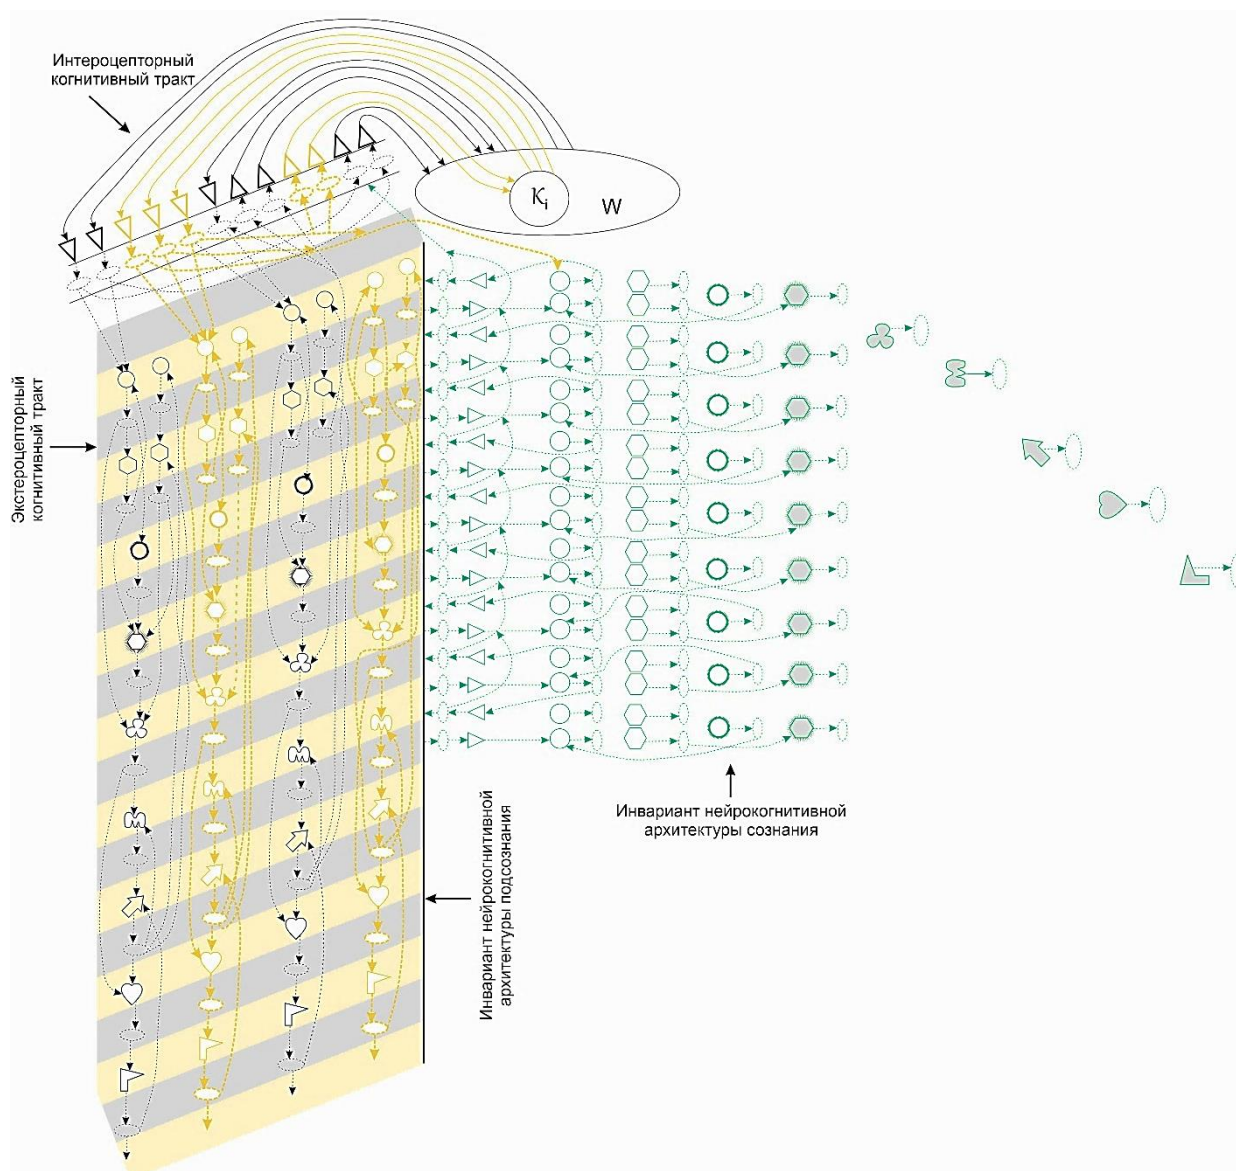 Интероцепторный
когнитивный тракт
Ki
W
Экстероцепторный
когнитивный тракт
Инвариант нейрокогнитивной
архитектуры сознания
Инвариант нейрокогнитивной
архитектуры подсознания